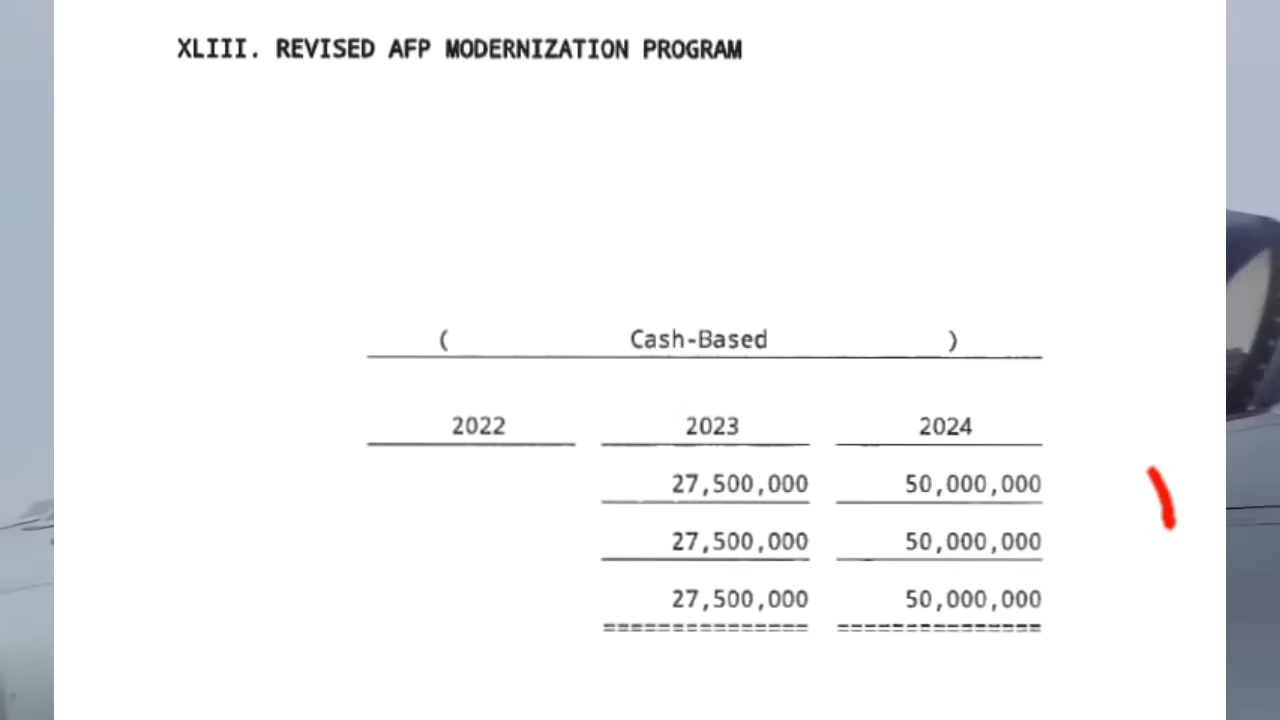 XLIII. REVISED AFP MODERNIZATION PROGRAM
( Cash-Based )
2022 2023 2024
27,500,000 50,000,000
27,500,000 50,000,000
27,500,000 50,000,000